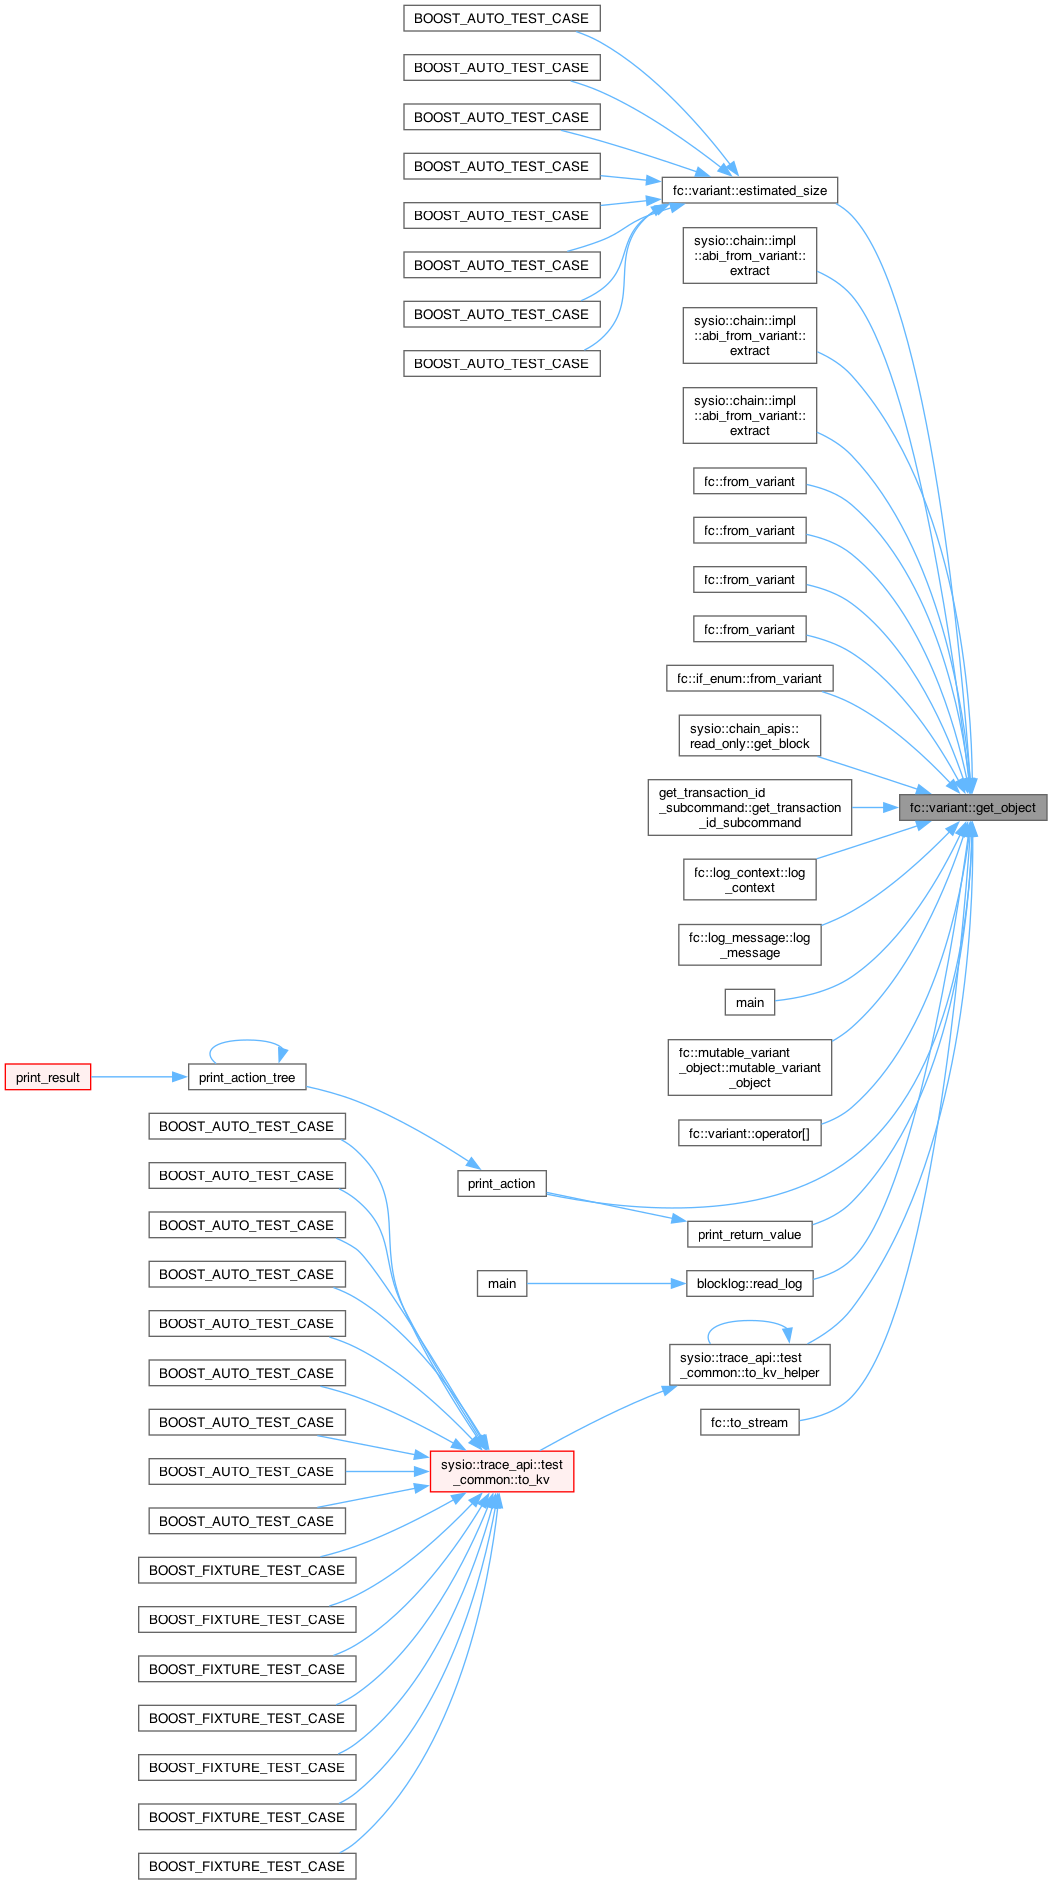 BOOST_AUTO_TEST_CASE
BOOST_AUTO_TEST_CASE
BOOST_AUTO_TEST_CASE
BOOST_AUTO_TEST_CASE
fc::variant::estimated_size
BOOST_AUTO_TEST_CASE
sysio::chain::impl
::abi_from_variant::
extract
BOOST_AUTO_TEST_CASE
BOOST_AUTO_TEST_CASE
sysio::chain::impl
::abi_from_variant::
extract
BOOST_AUTO_TEST_CASE
sysio::chain::impl
::abi_from_variant::
extract
fc::from_variant
fc::from_variant
fc::from_variant
fc::from_variant
fc::if_enum::from_variant
sysio::chain_apis::
read_only::get_block
get_transaction_id
_subcommand::get_transaction
_id_subcommand
fc::variant::get_object
fc::log_context::log
_context
fc::log_message::log
_message
main
fc::mutable_variant
_object::mutable_variant
_object
print_result
print_action_tree
BOOST_AUTO_TEST_CASE
fc::variant::operator[]
BOOST_AUTO_TEST_CASE
print_action
BOOST_AUTO_TEST_CASE
print_return_value
BOOST_AUTO_TEST_CASE
main
blocklog::read_log
BOOST_AUTO_TEST_CASE
sysio::trace_api::test
_common::to_kv_helper
BOOST_AUTO_TEST_CASE
BOOST_AUTO_TEST_CASE
fc::to_stream
sysio::trace_api::test
_common::to_kv
BOOST_AUTO_TEST_CASE
BOOST_AUTO_TEST_CASE
BOOST_FIXTURE_TEST_CASE
BOOST_FIXTURE_TEST_CASE
BOOST_FIXTURE_TEST_CASE
BOOST_FIXTURE_TEST_CASE
BOOST_FIXTURE_TEST_CASE
BOOST_FIXTURE_TEST_CASE
BOOST_FIXTURE_TEST_CASE